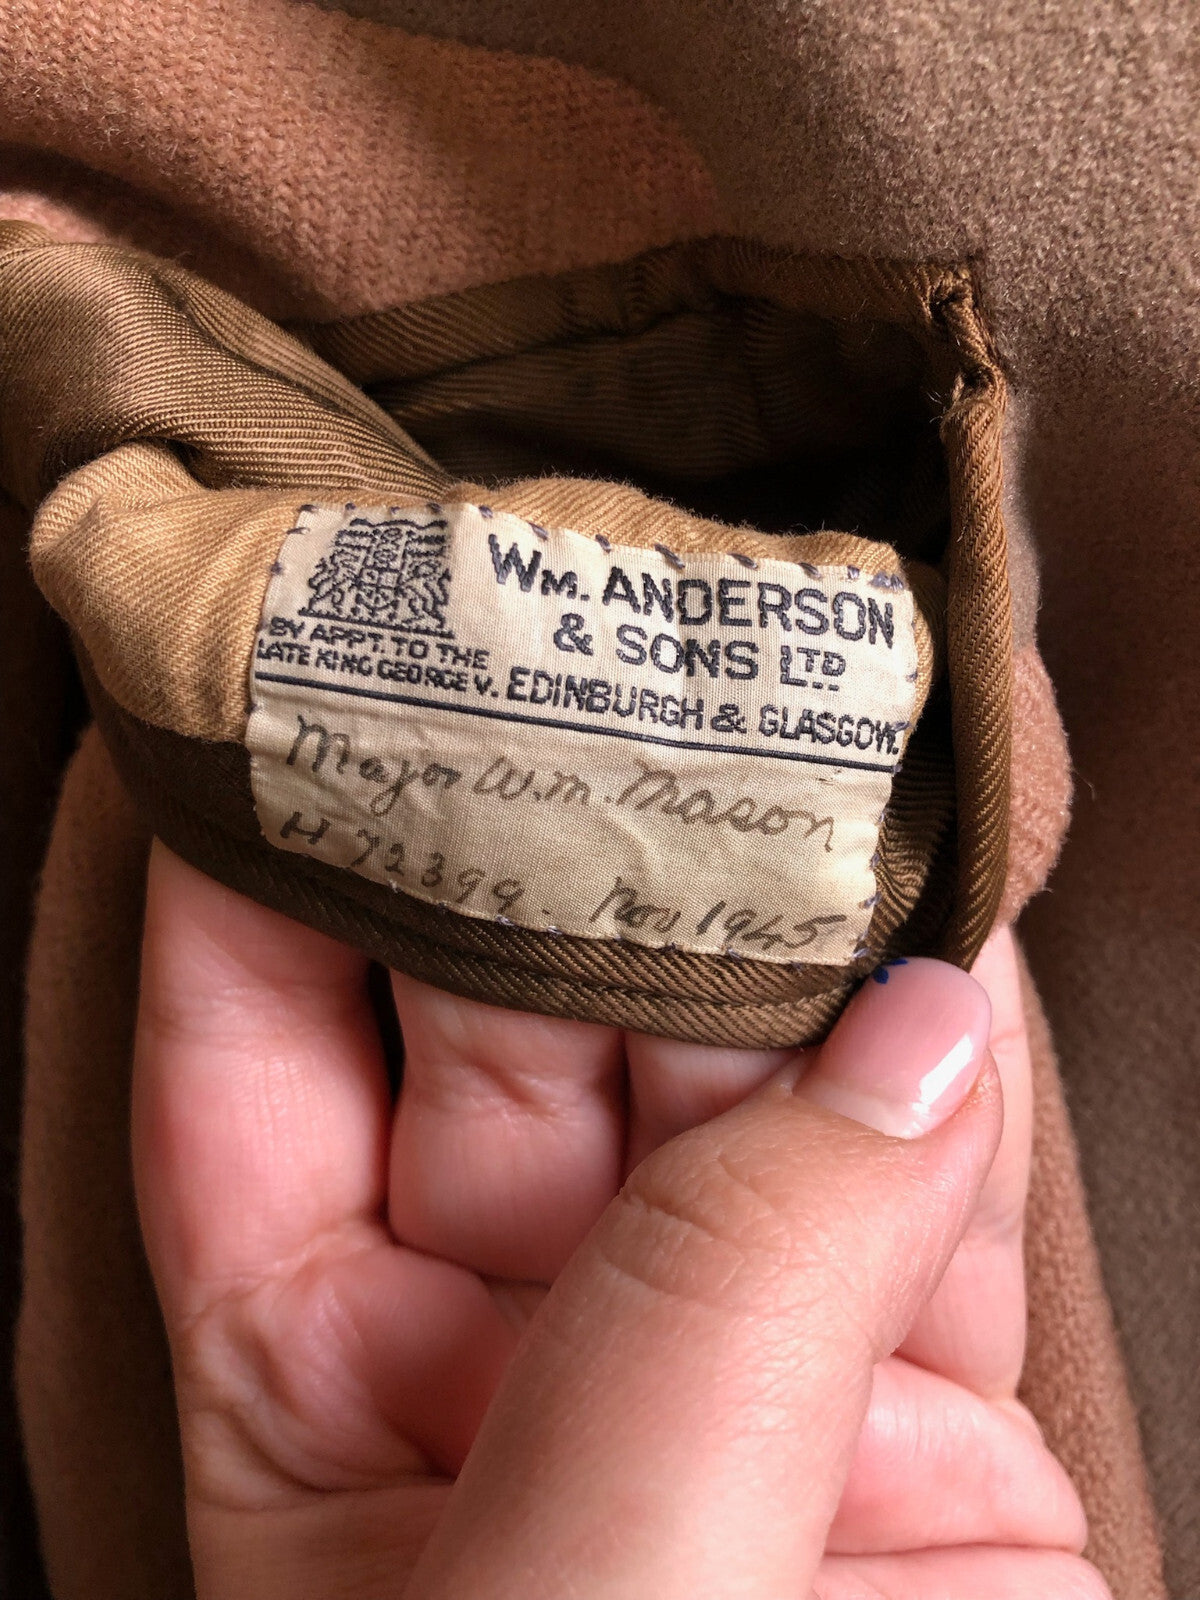 Wm. ANDERSON
& SONS LTD
BY APPT. TO THE
LATE KING GEORGE V. EDINBURGH & GLASGOW.
Major W.M. Mason
H 72399. Nov 1945